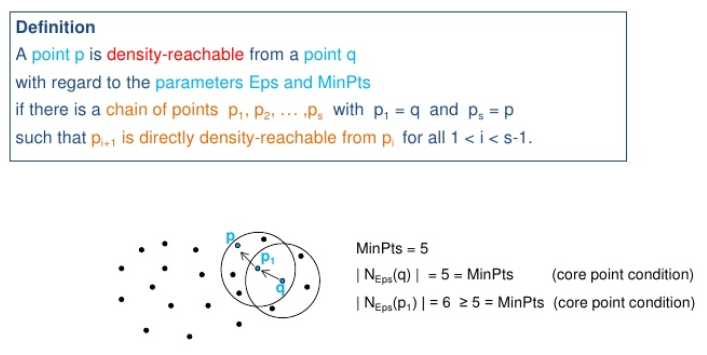 Definition
A point p is density-reachable from a point q
with regard to the parameters Eps and MinPts
if there is a chain of points p₁, p₂, … ,pₛ with p₁ = q and pₛ = p
such that pᵢ₊₁ is directly density-reachable from pᵢ for all 1 < i < s-1.
p
p₁
q
MinPts = 5
| N_Eps(q) | = 5 = MinPts (core point condition)
| N_Eps(p₁) | = 6 ≥ 5 = MinPts (core point condition)